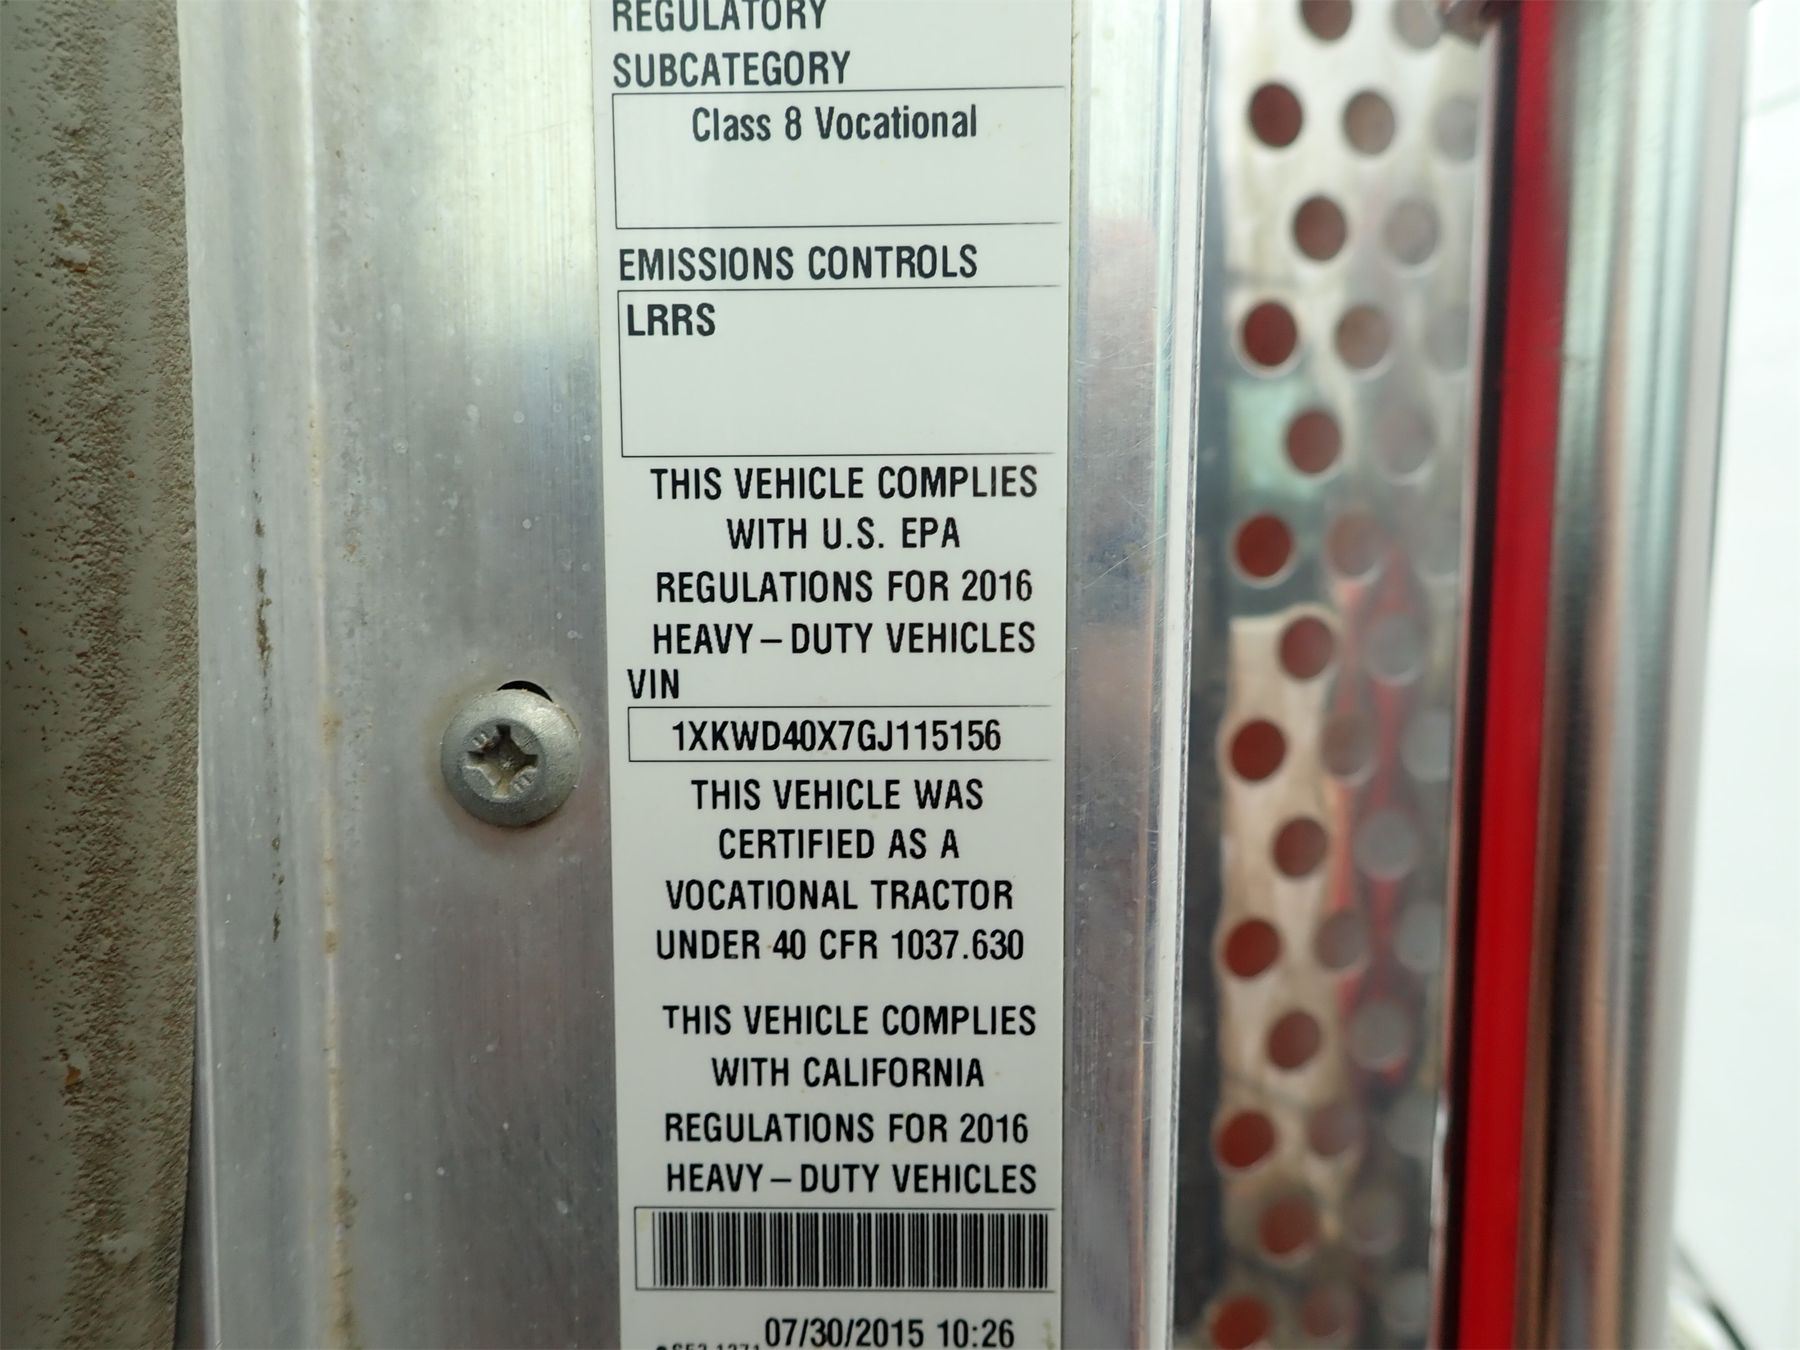 REGULATORY
SUBCATEGORY
Class 8 Vocational
EMISSIONS CONTROLS
LRRS
THIS VEHICLE COMPLIES
WITH U.S. EPA
REGULATIONS FOR 2016
HEAVY–DUTY VEHICLES
VIN
1XKWD40X7GJ115156
THIS VEHICLE WAS
CERTIFIED AS A
VOCATIONAL TRACTOR
UNDER 40 CFR 1037.630
THIS VEHICLE COMPLIES
WITH CALIFORNIA
REGULATIONS FOR 2016
HEAVY–DUTY VEHICLES
07/30/2015 10:26